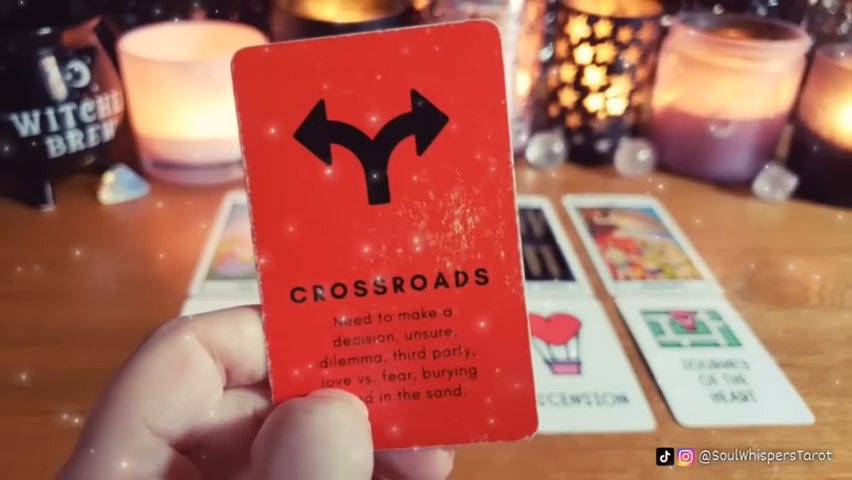 WITCHES
BREW
CROSSROADS
Need to make a
decision, unsure,
dilemma, third party,
love vs. fear, burying
in the sand.
JOURNEY
OF THE
HEART
@SoulWhispersTarot